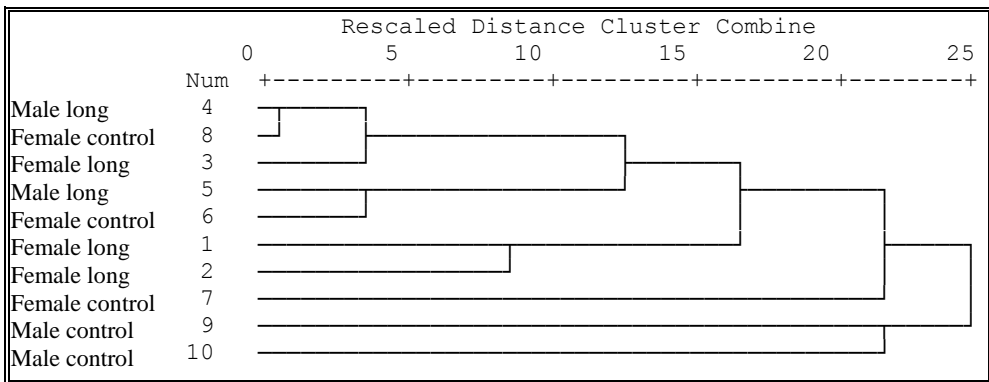 Rescaled Distance Cluster Combine
0 5 10 15 20 25
Num +---------+---------+---------+---------+---------+
Male long 4
Female control 8
Female long 3
Male long 5
Female control 6
Female long 1
Female long 2
Female control 7
Male control 9
Male control 10